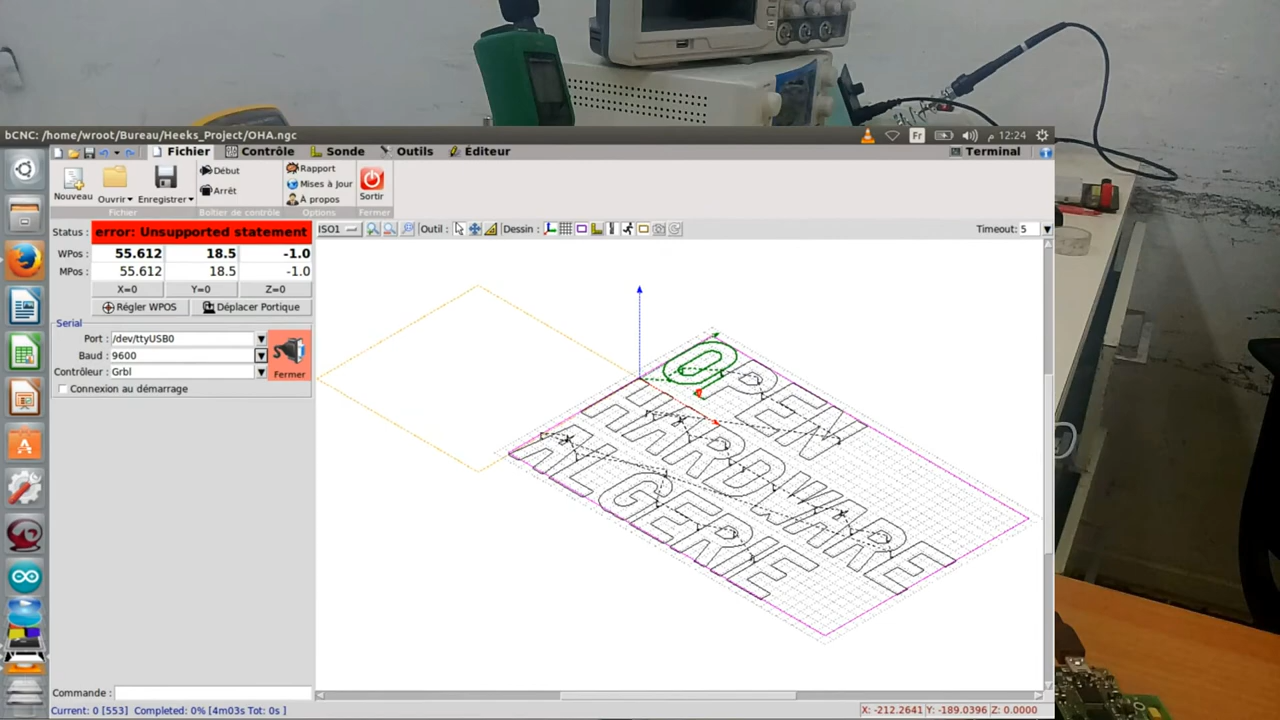 bCNC: /home/wroot/Bureau/Heeks_Project/OHA.ngc
Fr
12:24 م
Fichier Contrôle Sonde Outils Éditeur Terminal
Nouveau Ouvrir Enregistrer
Début
Arrêt
Rapport
Mises à Jour
À propos
Sortir
Fichier Boîtier de contrôle Options Fermer
Status : error: Unsupported statement
WPos : 55.612 18.5 -1.0
MPos : 55.612 18.5 -1.0
X=0 Y=0 Z=0
Régler WPOS Déplacer Portique
Serial
Port : /dev/ttyUSB0
Baud : 9600
Contrôleur : Grbl
Fermer
Connexion au démarrage
ISO1 Outil : Dessin : Timeout: 5
OPEN
HARDWARE
ALGERIE
Commande :
Current: 0 [553] Completed: 0% [4m03s Tot: 0s ]
X: -212.2641 Y: -189.0396 Z: 0.0000